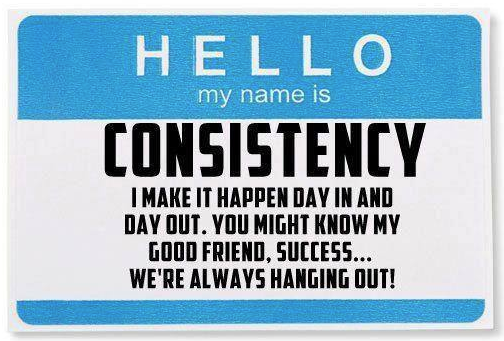 HELLO
my name is
CONSISTENCY
I MAKE IT HAPPEN DAY IN AND
DAY OUT. YOU MIGHT KNOW MY
GOOD FRIEND, SUCCESS...
WE'RE ALWAYS HANGING OUT!